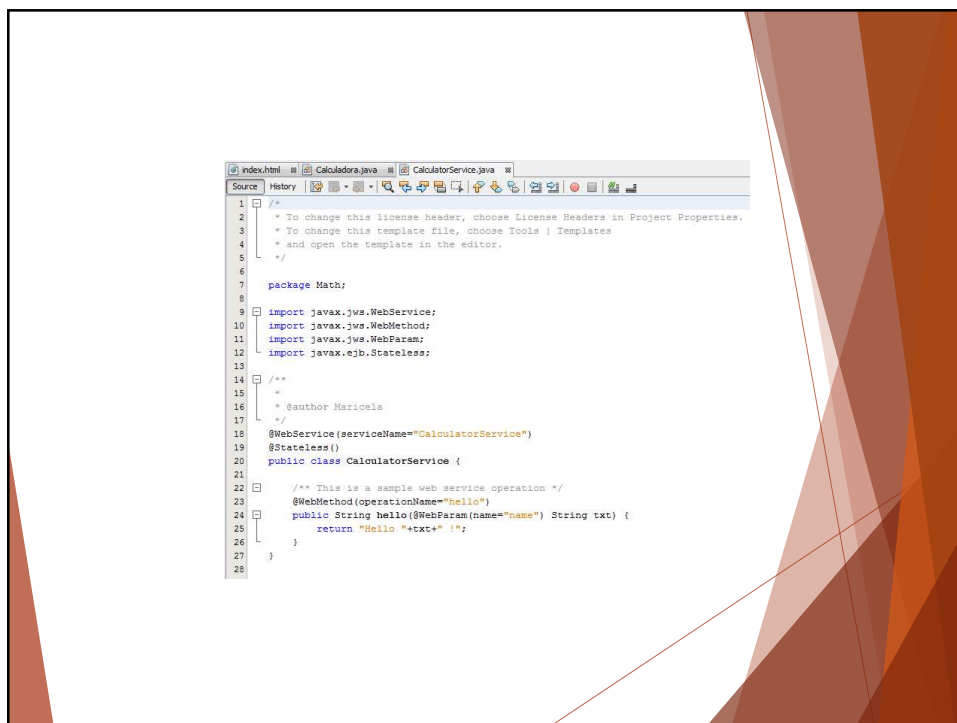 index.html Calculadora.java CalculatorService.java
Source History
1 /*
2 * To change this license header, choose License Headers in Project Properties.
3 * To change this template file, choose Tools | Templates
4 * and open the template in the editor.
5 */
6
7 package Math;
8
9 import javax.jws.WebService;
10 import javax.jws.WebMethod;
11 import javax.jws.WebParam;
12 import javax.ejb.Stateless;
13
14 /**
15 *
16 * @author Maricela
17 */
18 @WebService(serviceName="CalculatorService")
19 @Stateless()
20 public class CalculatorService {
21
22 /** This is a sample web service operation */
23 @WebMethod(operationName="hello")
24 public String hello(@WebParam(name="name") String txt) {
25 return "Hello "+txt+" !";
26 }
27 }
28